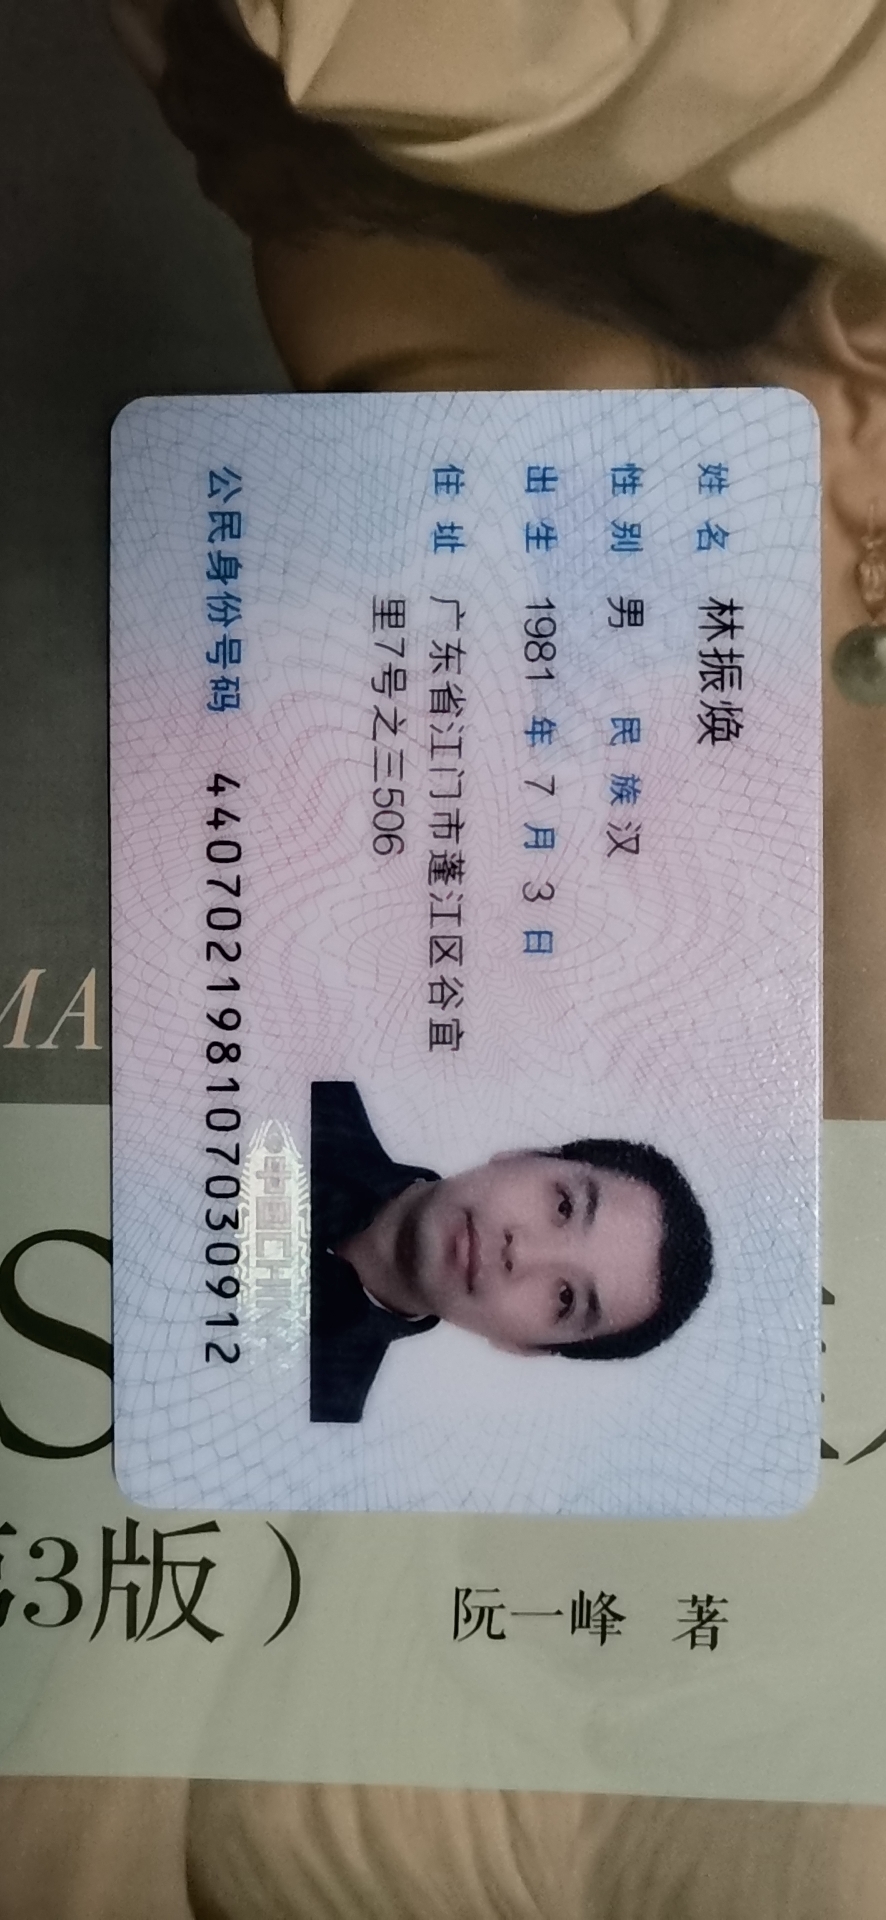 姓名 林振焕
性别 男 民族 汉
出生 1981 年 7 月 3 日
住址 广东省江门市蓬江区谷宜
里7号之三506
中国CHINA
公民身份号码 440702198107030912
阮一峰 著
3版)
S
MA